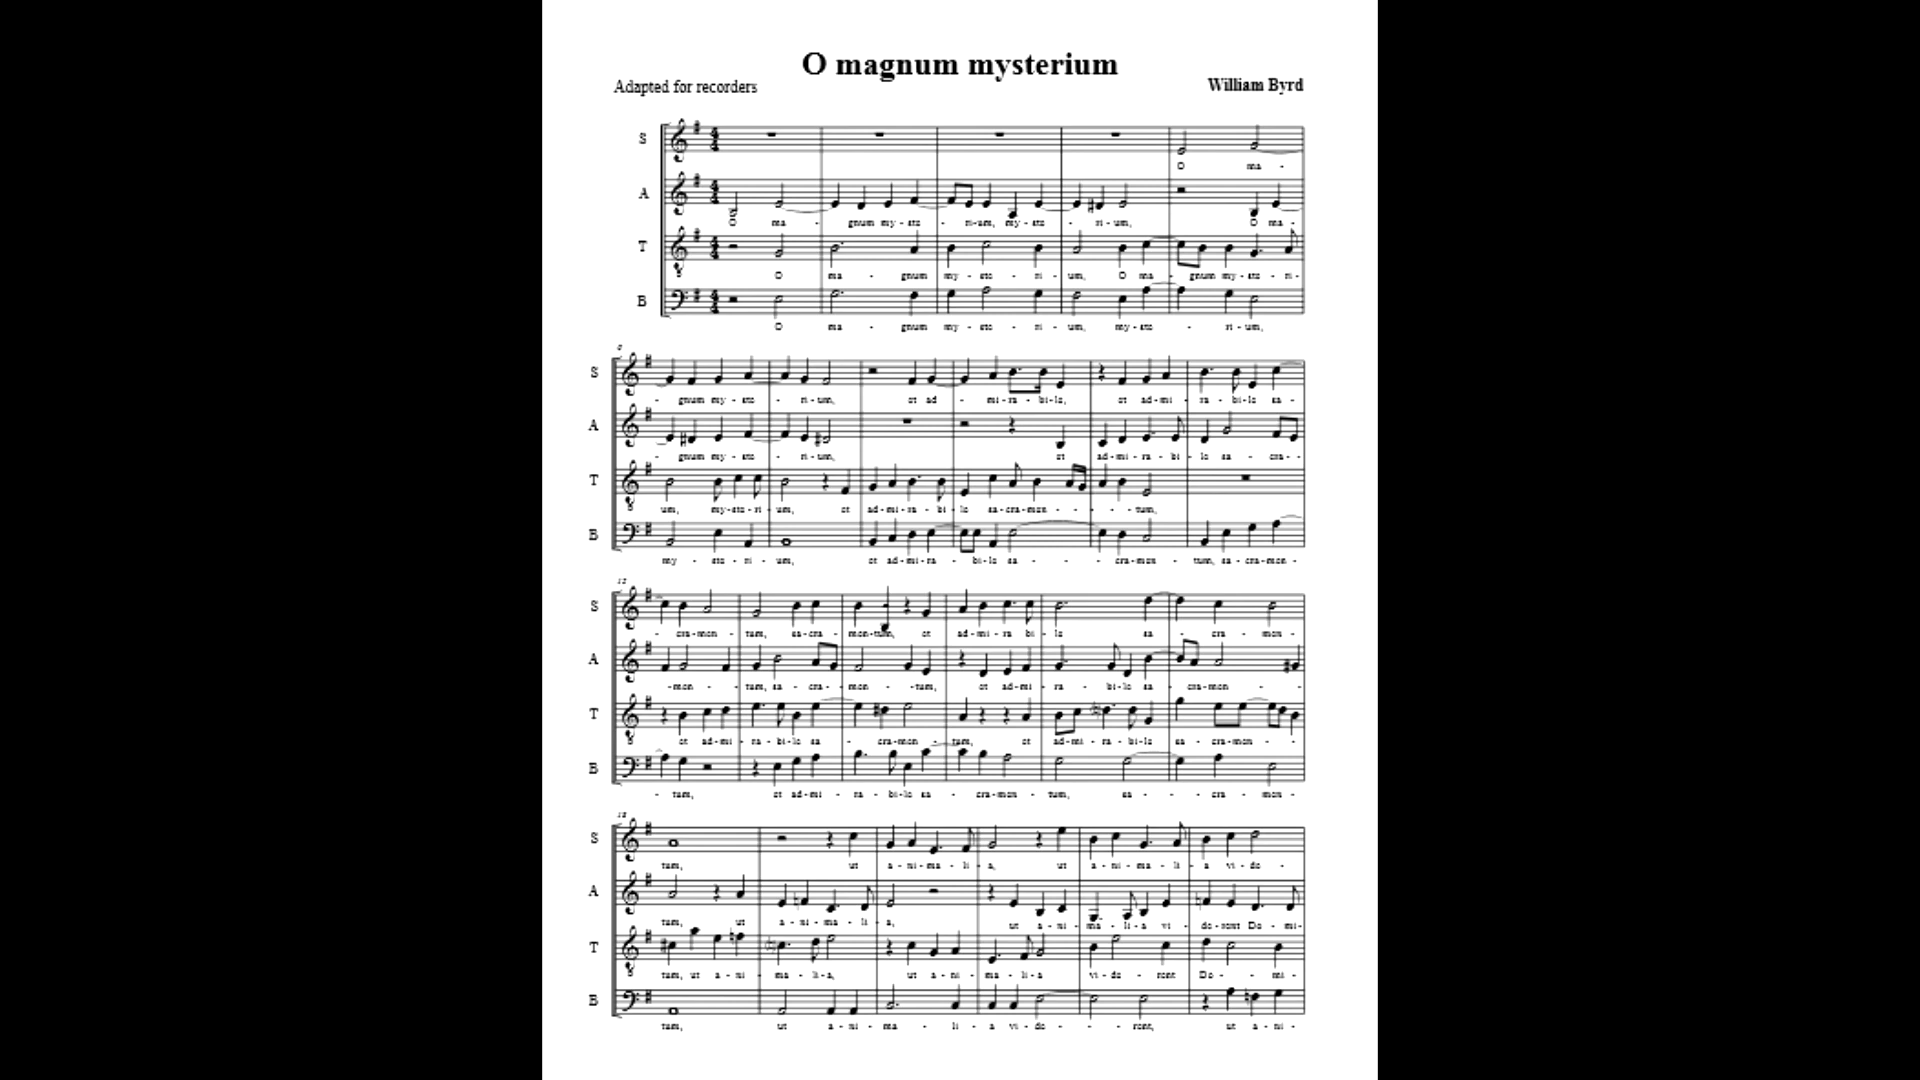 O magnum mysterium
Adapted for recorders
William Byrd
S
O ma -
A
O ma - gnum my - ste - ri - um, my - ste - rium, O ma -
T
O ma - gnum my - ste - ri - um, O ma - gnum my - ste - ri -
B
O ma - gnum my - ste - ri - um, my - ste - ri - um,
6
S
- gnum my - ste - ri - um, et ad - mi - ra - bi - le, et ad - mi - ra - bi - le sa -
A
- gnum my - ste - ri - um, et ad - mi - ra - bi - le sa - cra -
T
um, my - ste - ri - um, et ad - mi - ra - bi - le sa - cra - men - tum,
B
my - ste - ri - um, et ad - mi - ra - bi - le sa - cra - men - tum, sa - cra - men -
12
S
- cra - men - tum, sa - cra - men - tum, et ad - mi - ra bi - le sa - cra - men -
A
- men - tum, sa - cra - men - tum, et ad - mi - ra - bi - le sa - cra - men -
T
et ad - mi - ra - bi - le sa - cra - men - tum, et ad - mi - ra - bi - le sa - cra - men -
B
- tum, et ad - mi - ra - bi - le sa - cra - men - tum, sa - cra - men -
18
S
tum, ut a - ni - ma - li - a, ut a - ni - ma - li - a vi - de -
A
tum, ut a - ni - ma - li - a, ut a - ni - ma - li - a vi - de - rent Do - mi -
T
tum, ut a - ni - ma - li - a, ut a - ni - ma - li - a vi - de - rent Do - mi -
B
tum, ut a - ni - ma - li - a vi - de - rent, ut a - ni -